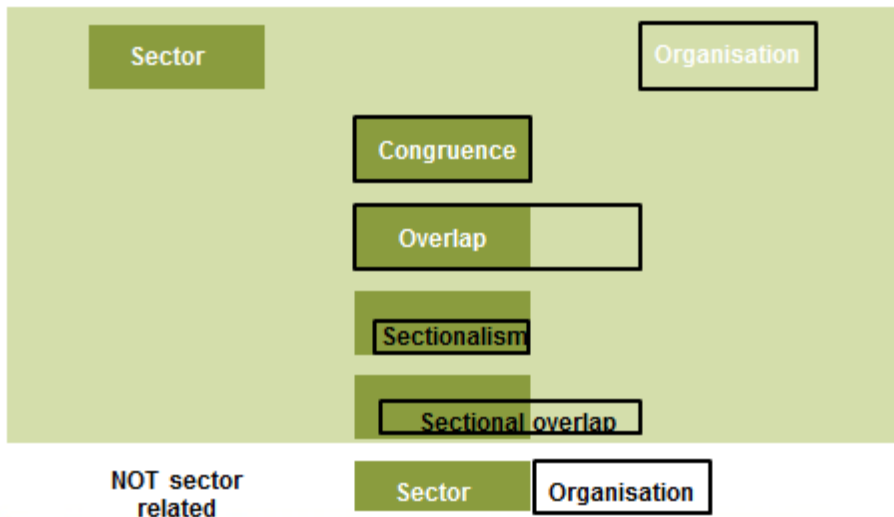 Sector
Organisation
Congruence
Overlap
Sectionalism
Sectional overlap
NOT sector
related
Sector
Organisation